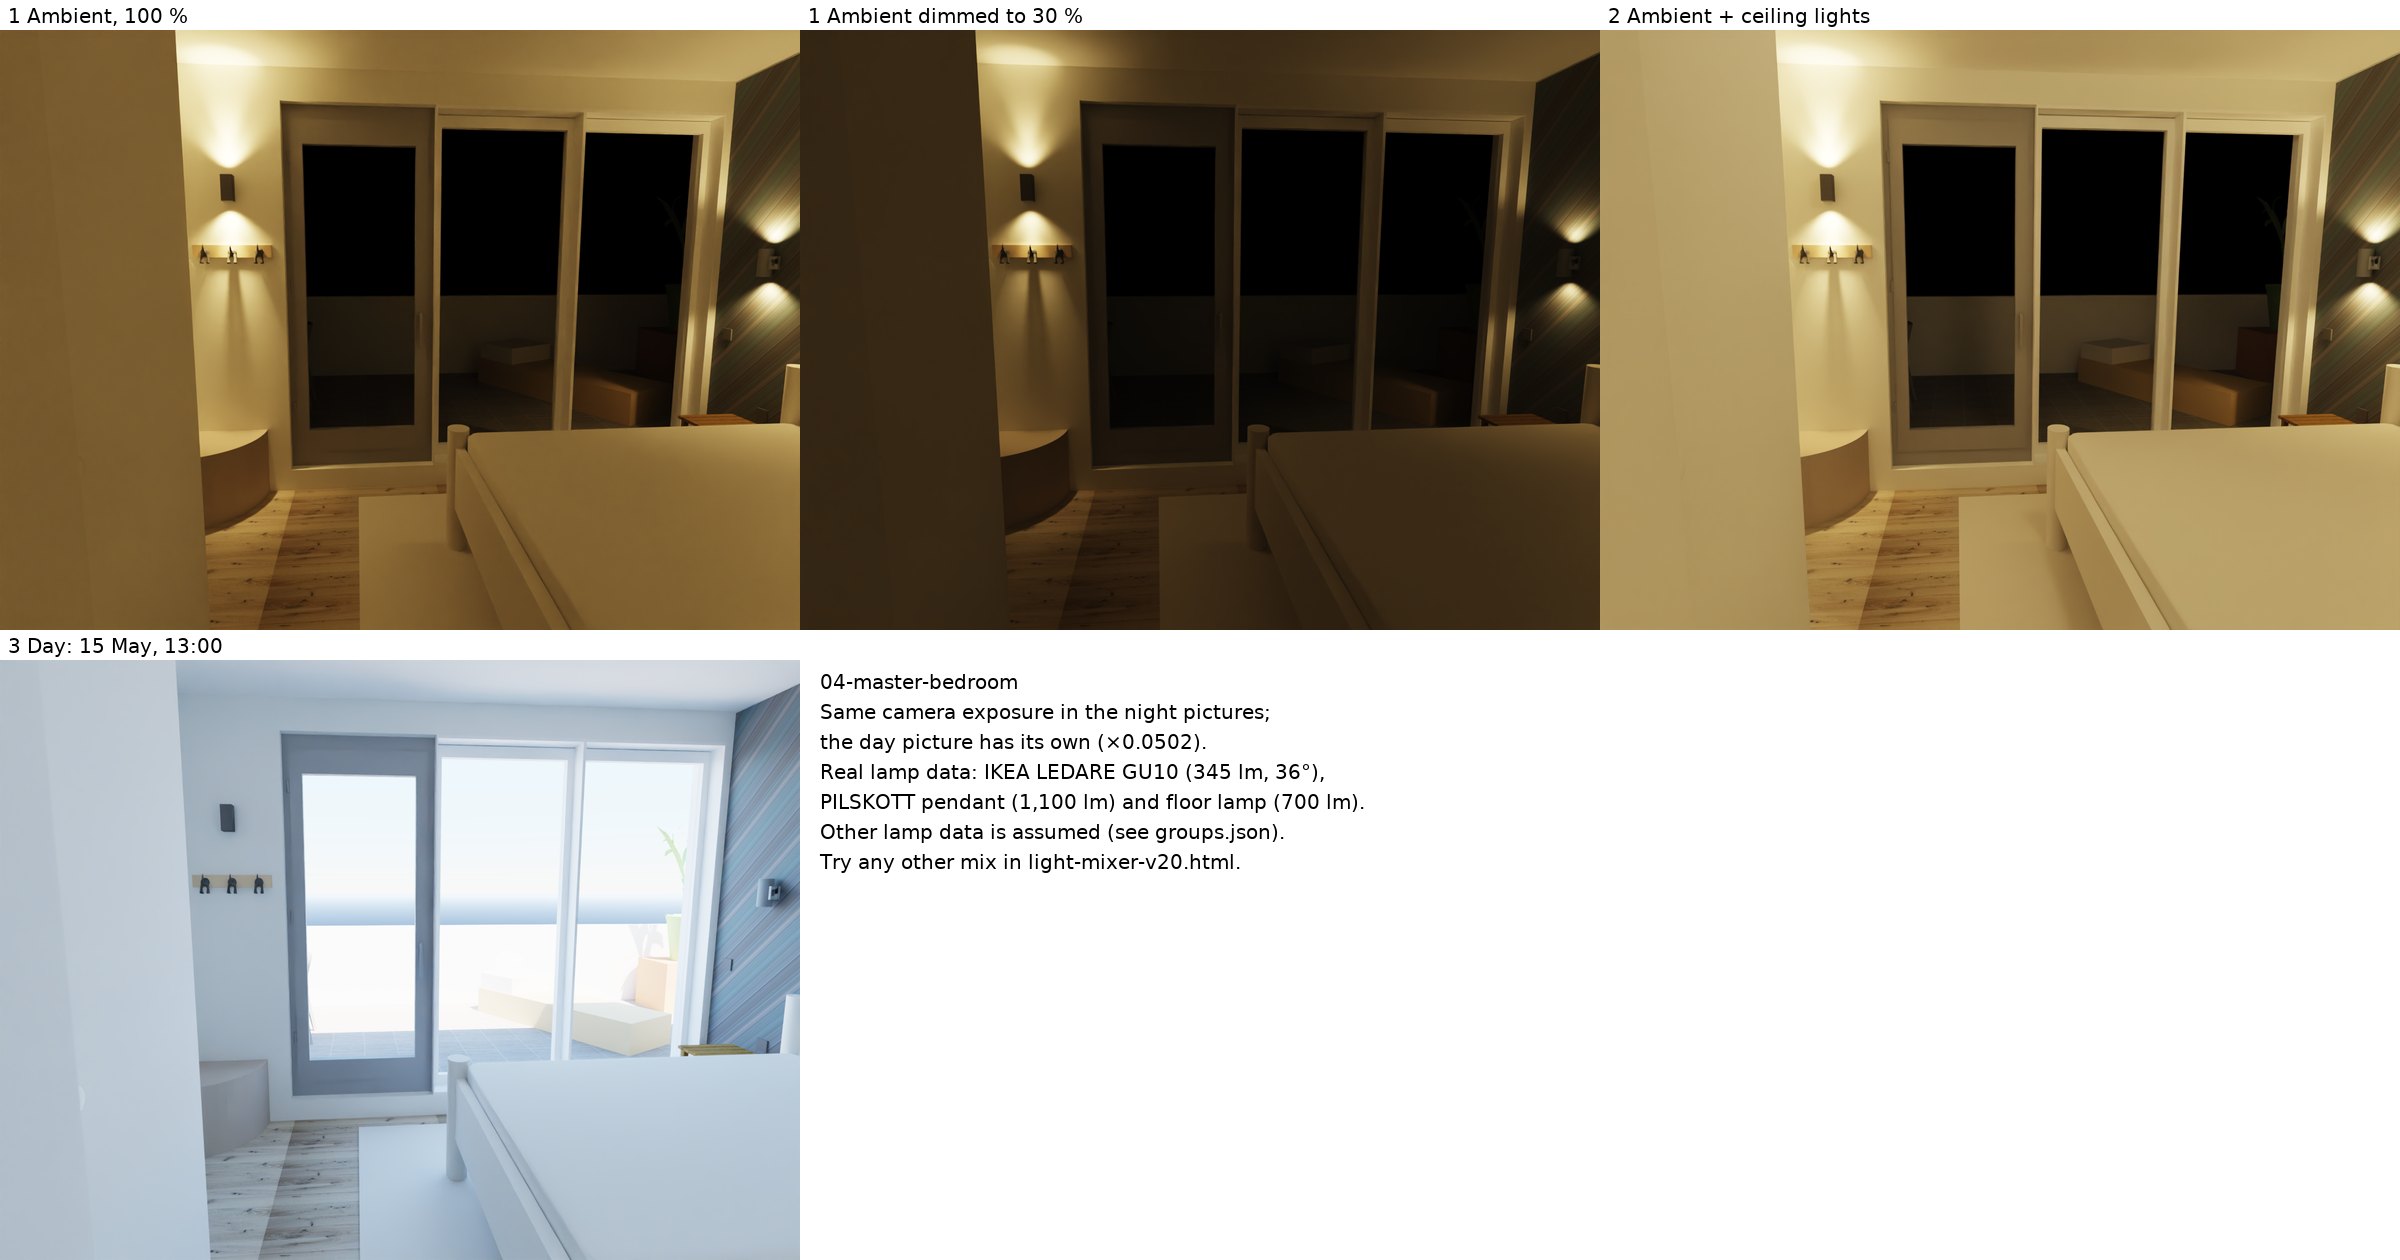 1 Ambient, 100 %
1 Ambient dimmed to 30 %
2 Ambient + ceiling lights
3 Day: 15 May, 13:00
04-master-bedroom
Same camera exposure in the night pictures;
the day picture has its own (×0.0502).
Real lamp data: IKEA LEDARE GU10 (345 lm, 36°),
PILSKOTT pendant (1,100 lm) and floor lamp (700 lm).
Other lamp data is assumed (see groups.json).
Try any other mix in light-mixer-v20.html.